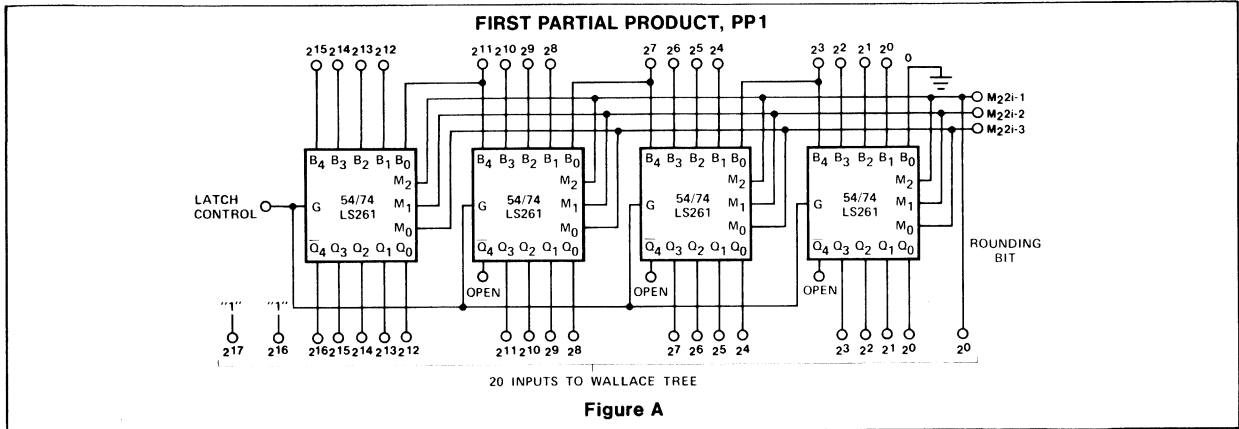 FIRST PARTIAL PRODUCT, PP1
2^15 2^14 2^13 2^12 2^11 2^10 2^9 2^8 2^7 2^6 2^5 2^4 2^3 2^2 2^1 2^0 0
M_2 2i-1
M_2 2i-2
M_2 2i-3
B4 B3 B2 B1 B0 B4 B3 B2 B1 B0 B4 B3 B2 B1 B0 B4 B3 B2 B1 B0
M2 M2 M2 M2
LATCH CONTROL
G 54/74 LS261 M1
G 54/74 LS261 M1
G 54/74 LS261 M1
G 54/74 LS261 M1
M0 M0 M0 M0
Q̅4 Q3 Q2 Q1 Q0 Q̅4 Q3 Q2 Q1 Q0 Q̅4 Q3 Q2 Q1 Q0 Q̅4 Q3 Q2 Q1 Q0
ROUNDING BIT
OPEN OPEN OPEN
"1" "1"
2^17 2^16 2^16 2^15 2^14 2^13 2^12 2^11 2^10 2^9 2^8 2^7 2^6 2^5 2^4 2^3 2^2 2^1 2^0 2^0
20 INPUTS TO WALLACE TREE
Figure A